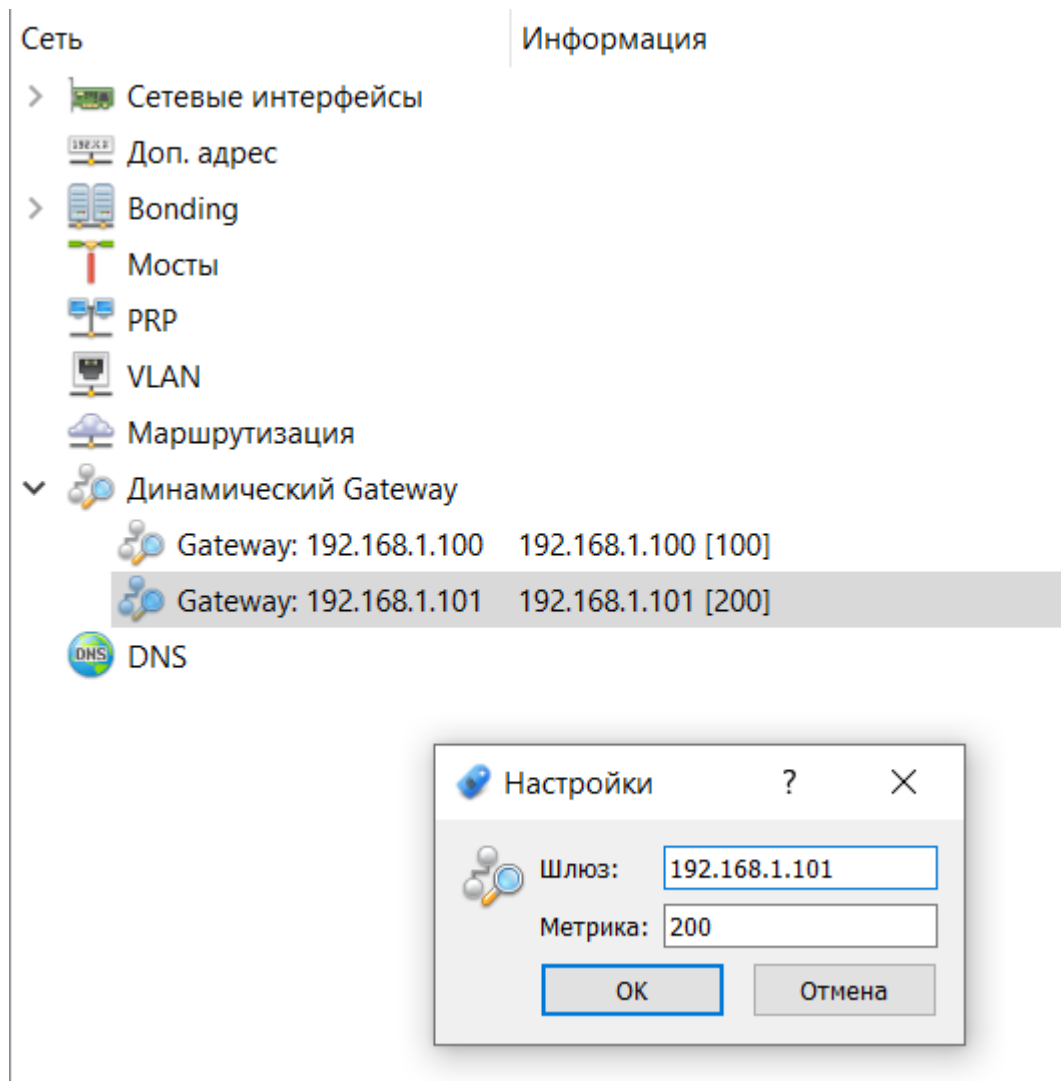 Сеть Информация
Сетевые интерфейсы
Доп. адрес
Bonding
Мосты
PRP
VLAN
Маршрутизация
Динамический Gateway
Gateway: 192.168.1.100 192.168.1.100 [100]
Gateway: 192.168.1.101 192.168.1.101 [200]
DNS DNS
Настройки ?
Шлюз: 192.168.1.101
Метрика: 200
ОК Отмена